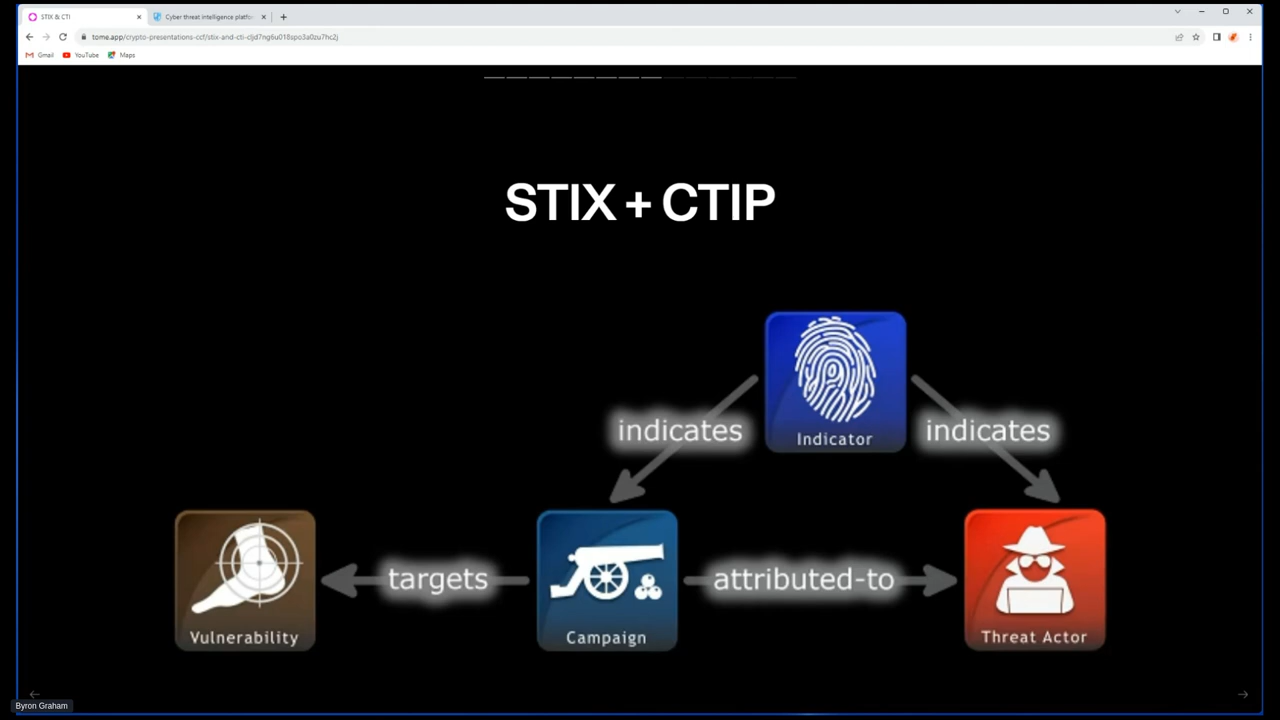 STIX & CTI
Cyber threat intelligence platfo
tome.app/crypto-presentations-ccf/stix-and-cti-cljd7ng6u018spo3a0zu7hc2j
Gmail
YouTube
Maps
STIX + CTIP
Indicator
indicates
indicates
Vulnerability
targets
Campaign
attributed-to
Threat Actor
Byron Graham